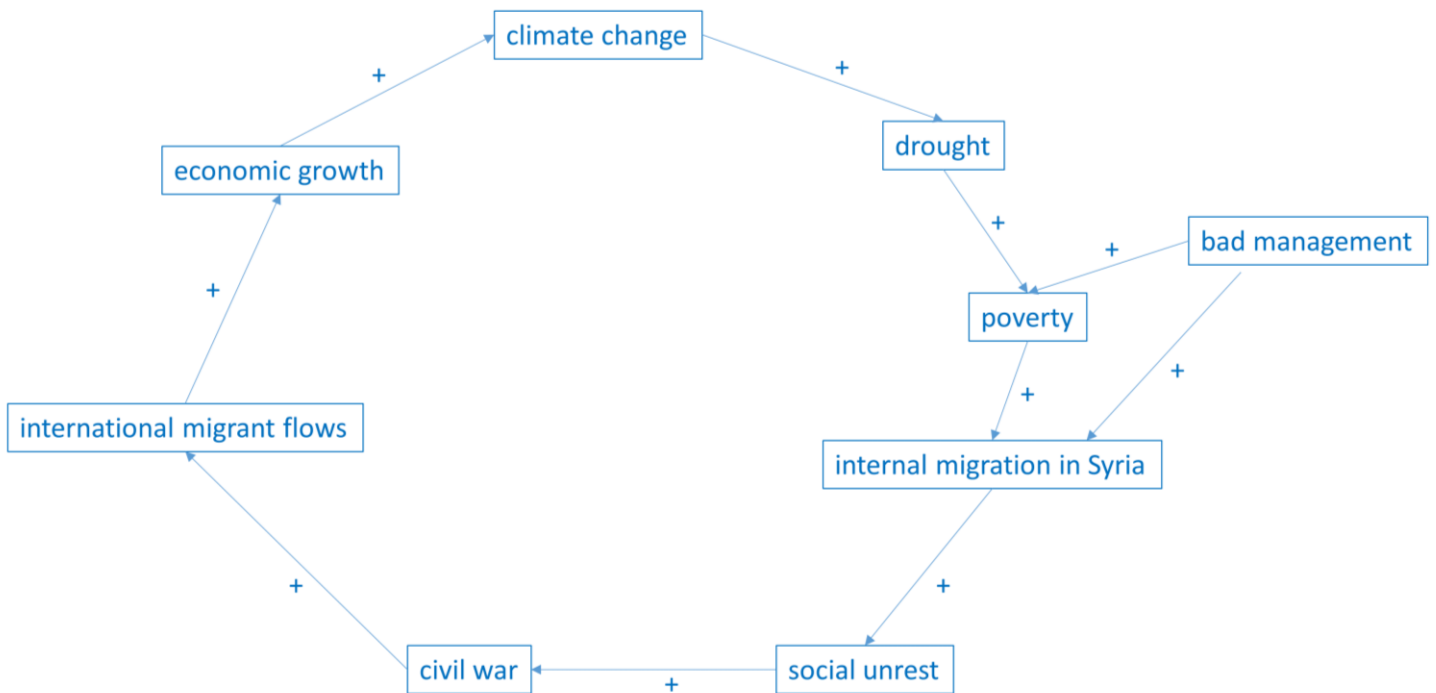 climate change
+
+
drought
economic growth
+
+
bad management
+
poverty
+
+
international migrant flows
internal migration in Syria
+
+
civil war
+
social unrest